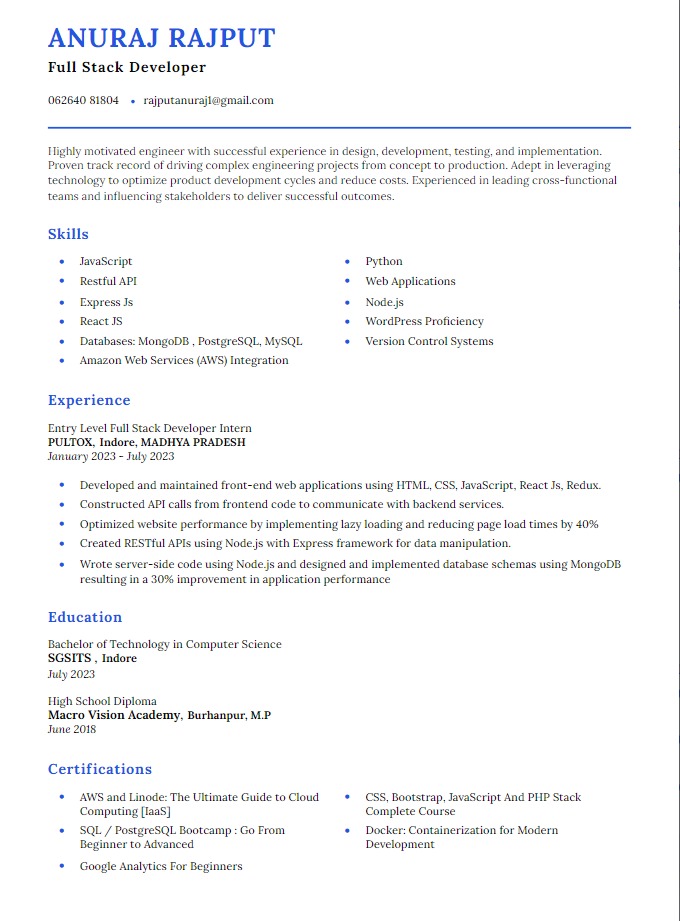 ANURAJ RAJPUT
Full Stack Developer
062640 81804 • rajputanuraj1@gmail.com
Highly motivated engineer with successful experience in design, development, testing, and implementation.
Proven track record of driving complex engineering projects from concept to production. Adept in leveraging
technology to optimize product development cycles and reduce costs. Experienced in leading cross-functional
teams and influencing stakeholders to deliver successful outcomes.
Skills
• JavaScript
• Restful API
• Express Js
• React JS
• Databases: MongoDB , PostgreSQL, MySQL
• Amazon Web Services (AWS) Integration
• Python
• Web Applications
• Node.js
• WordPress Proficiency
• Version Control Systems
Experience
Entry Level Full Stack Developer Intern
PULTOX, Indore, MADHYA PRADESH
January 2023 - July 2023
• Developed and maintained front-end web applications using HTML, CSS, JavaScript, React Js, Redux.
• Constructed API calls from frontend code to communicate with backend services.
• Optimized website performance by implementing lazy loading and reducing page load times by 40%
• Created RESTful APIs using Node.js with Express framework for data manipulation.
• Wrote server-side code using Node.js and designed and implemented database schemas using MongoDB
resulting in a 30% improvement in application performance
Education
Bachelor of Technology in Computer Science
SGSITS , Indore
July 2023
High School Diploma
Macro Vision Academy, Burhanpur, M.P
June 2018
Certifications
• AWS and Linode: The Ultimate Guide to Cloud
Computing [IaaS]
• SQL / PostgreSQL Bootcamp : Go From
Beginner to Advanced
• Google Analytics For Beginners
• CSS, Bootstrap, JavaScript And PHP Stack
Complete Course
• Docker: Containerization for Modern
Development